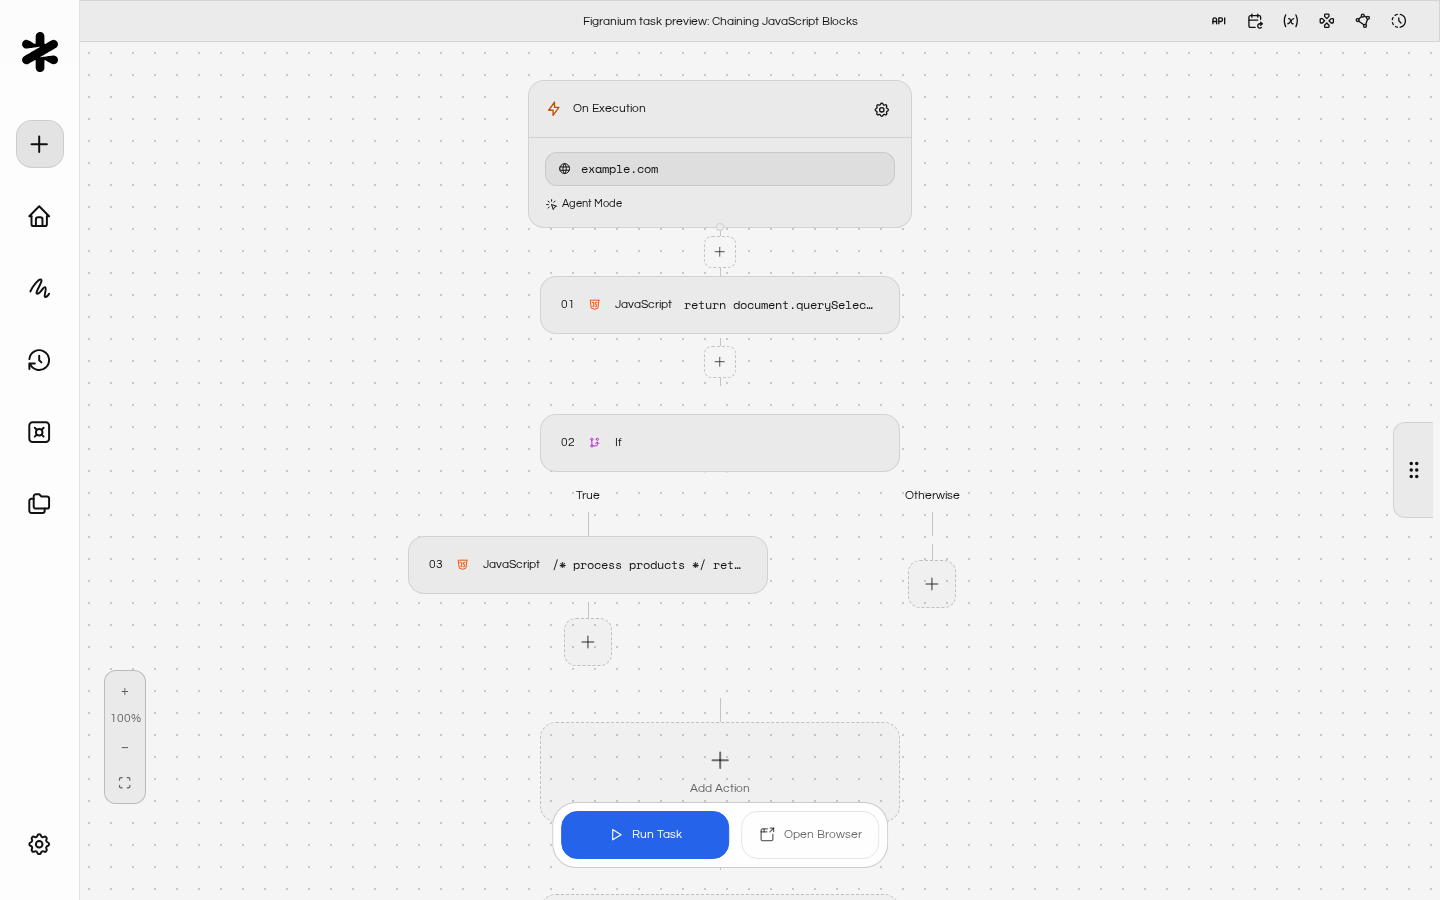 Figranium task preview: Chaining JavaScript Blocks
API
(x)
On Execution
example.com
Agent Mode
01 JavaScript return document.querySelec…
02 If
True
Otherwise
03 JavaScript /* process products */ ret…
100%
Add Action
Run Task
Open Browser